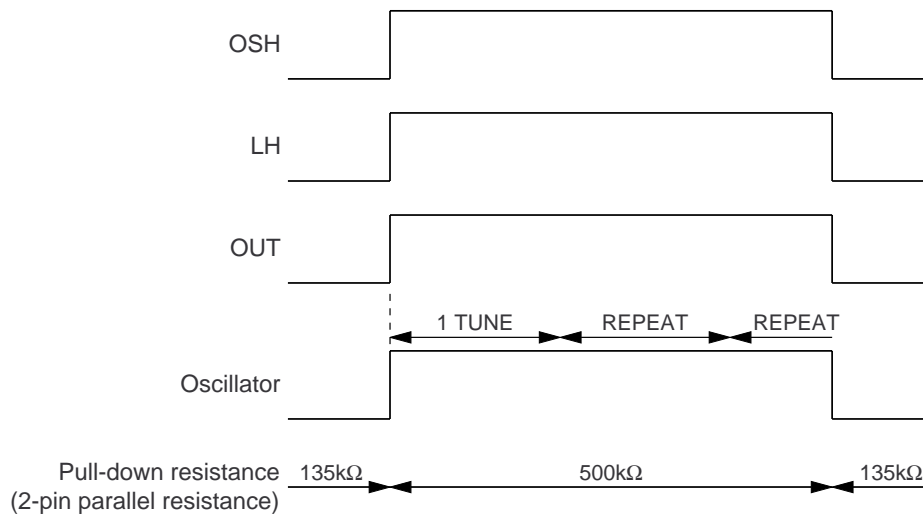 OSH
LH
OUT
1 TUNE REPEAT REPEAT
Oscillator
Pull-down resistance
(2-pin parallel resistance)
135kΩ 500kΩ 135kΩ